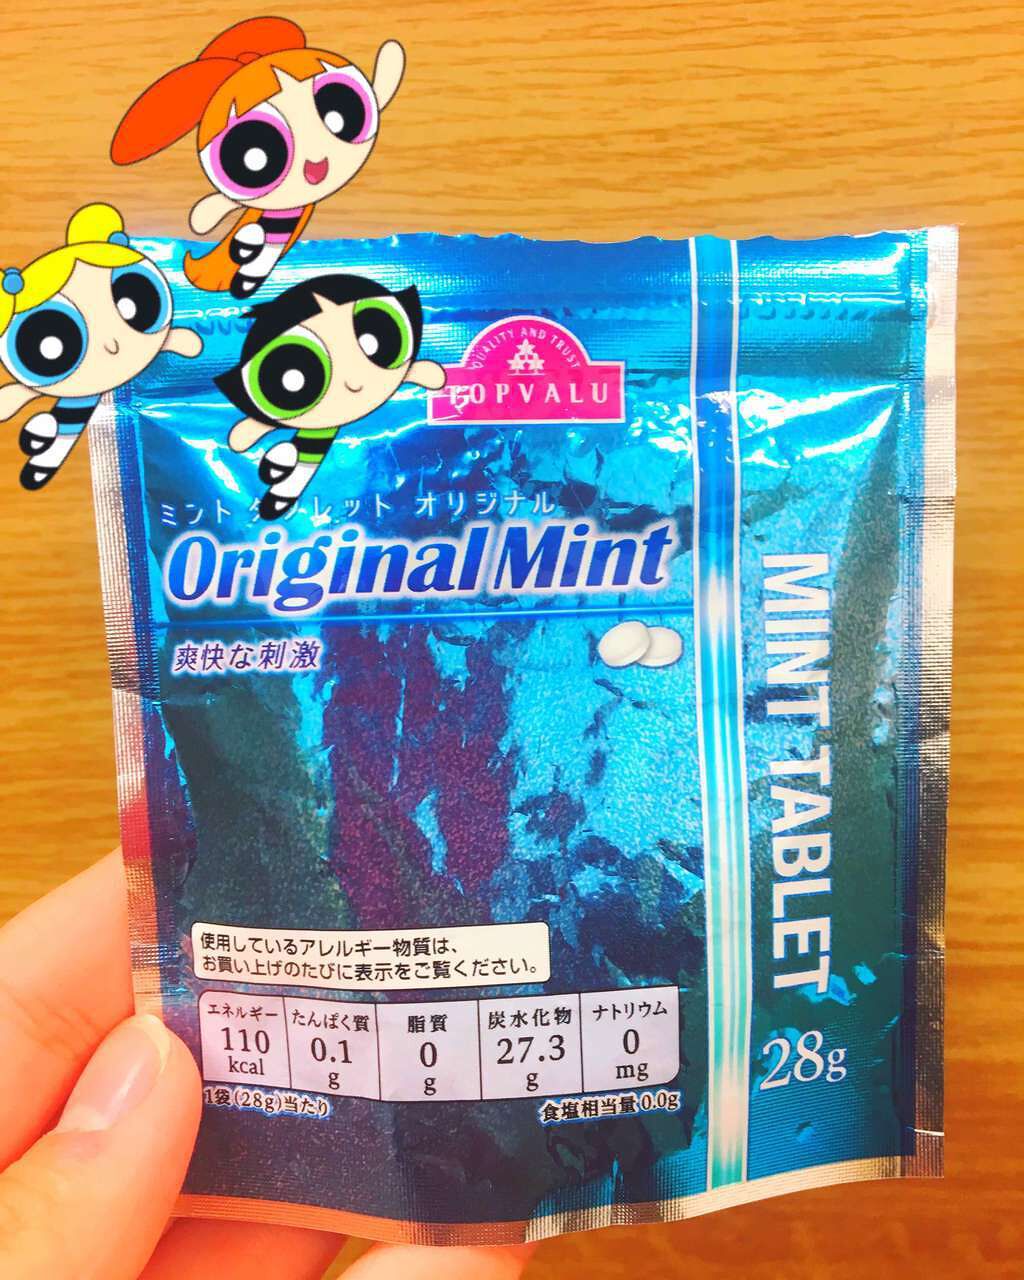 QUALITY AND TRUST
TOPVALU
ミント タブレット オリジナル
Original Mint
爽快な刺激
MINT TABLET
28g
使用しているアレルギー物質は、
お買い上げのたびに表示をご覧ください。
エネルギー
110
kcal
たんぱく質
0.1
g
脂質
0
g
炭水化物
27.3
g
ナトリウム
0
mg
1袋(28g)当たり
食塩相当量0.0g